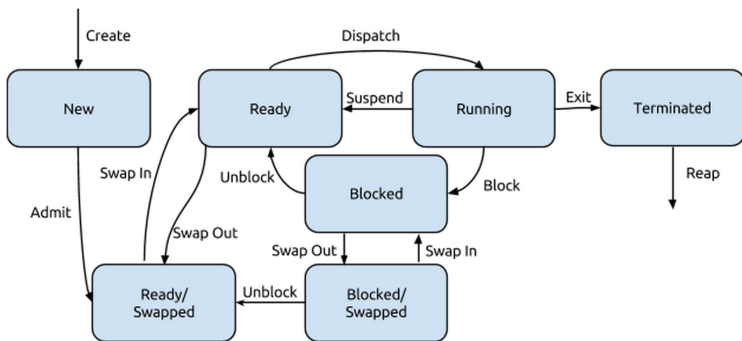 Create
Dispatch
New
Ready
Suspend
Running
Exit
Terminated
Swap In
Unblock
Blocked
Block
Reap
Admit
Swap Out
Swap Out
Swap In
Ready/
Swapped
Unblock
Blocked/
Swapped